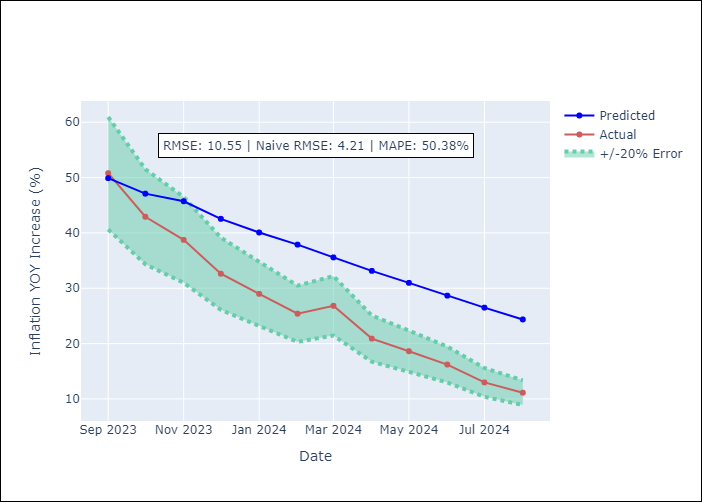 Predicted
Actual
+/-20% Error
RMSE: 10.55 | Naive RMSE: 4.21 | MAPE: 50.38%
Inflation YOY Increase (%)
60
50
40
30
20
10
Sep 2023
Nov 2023
Jan 2024
Mar 2024
May 2024
Jul 2024
Date